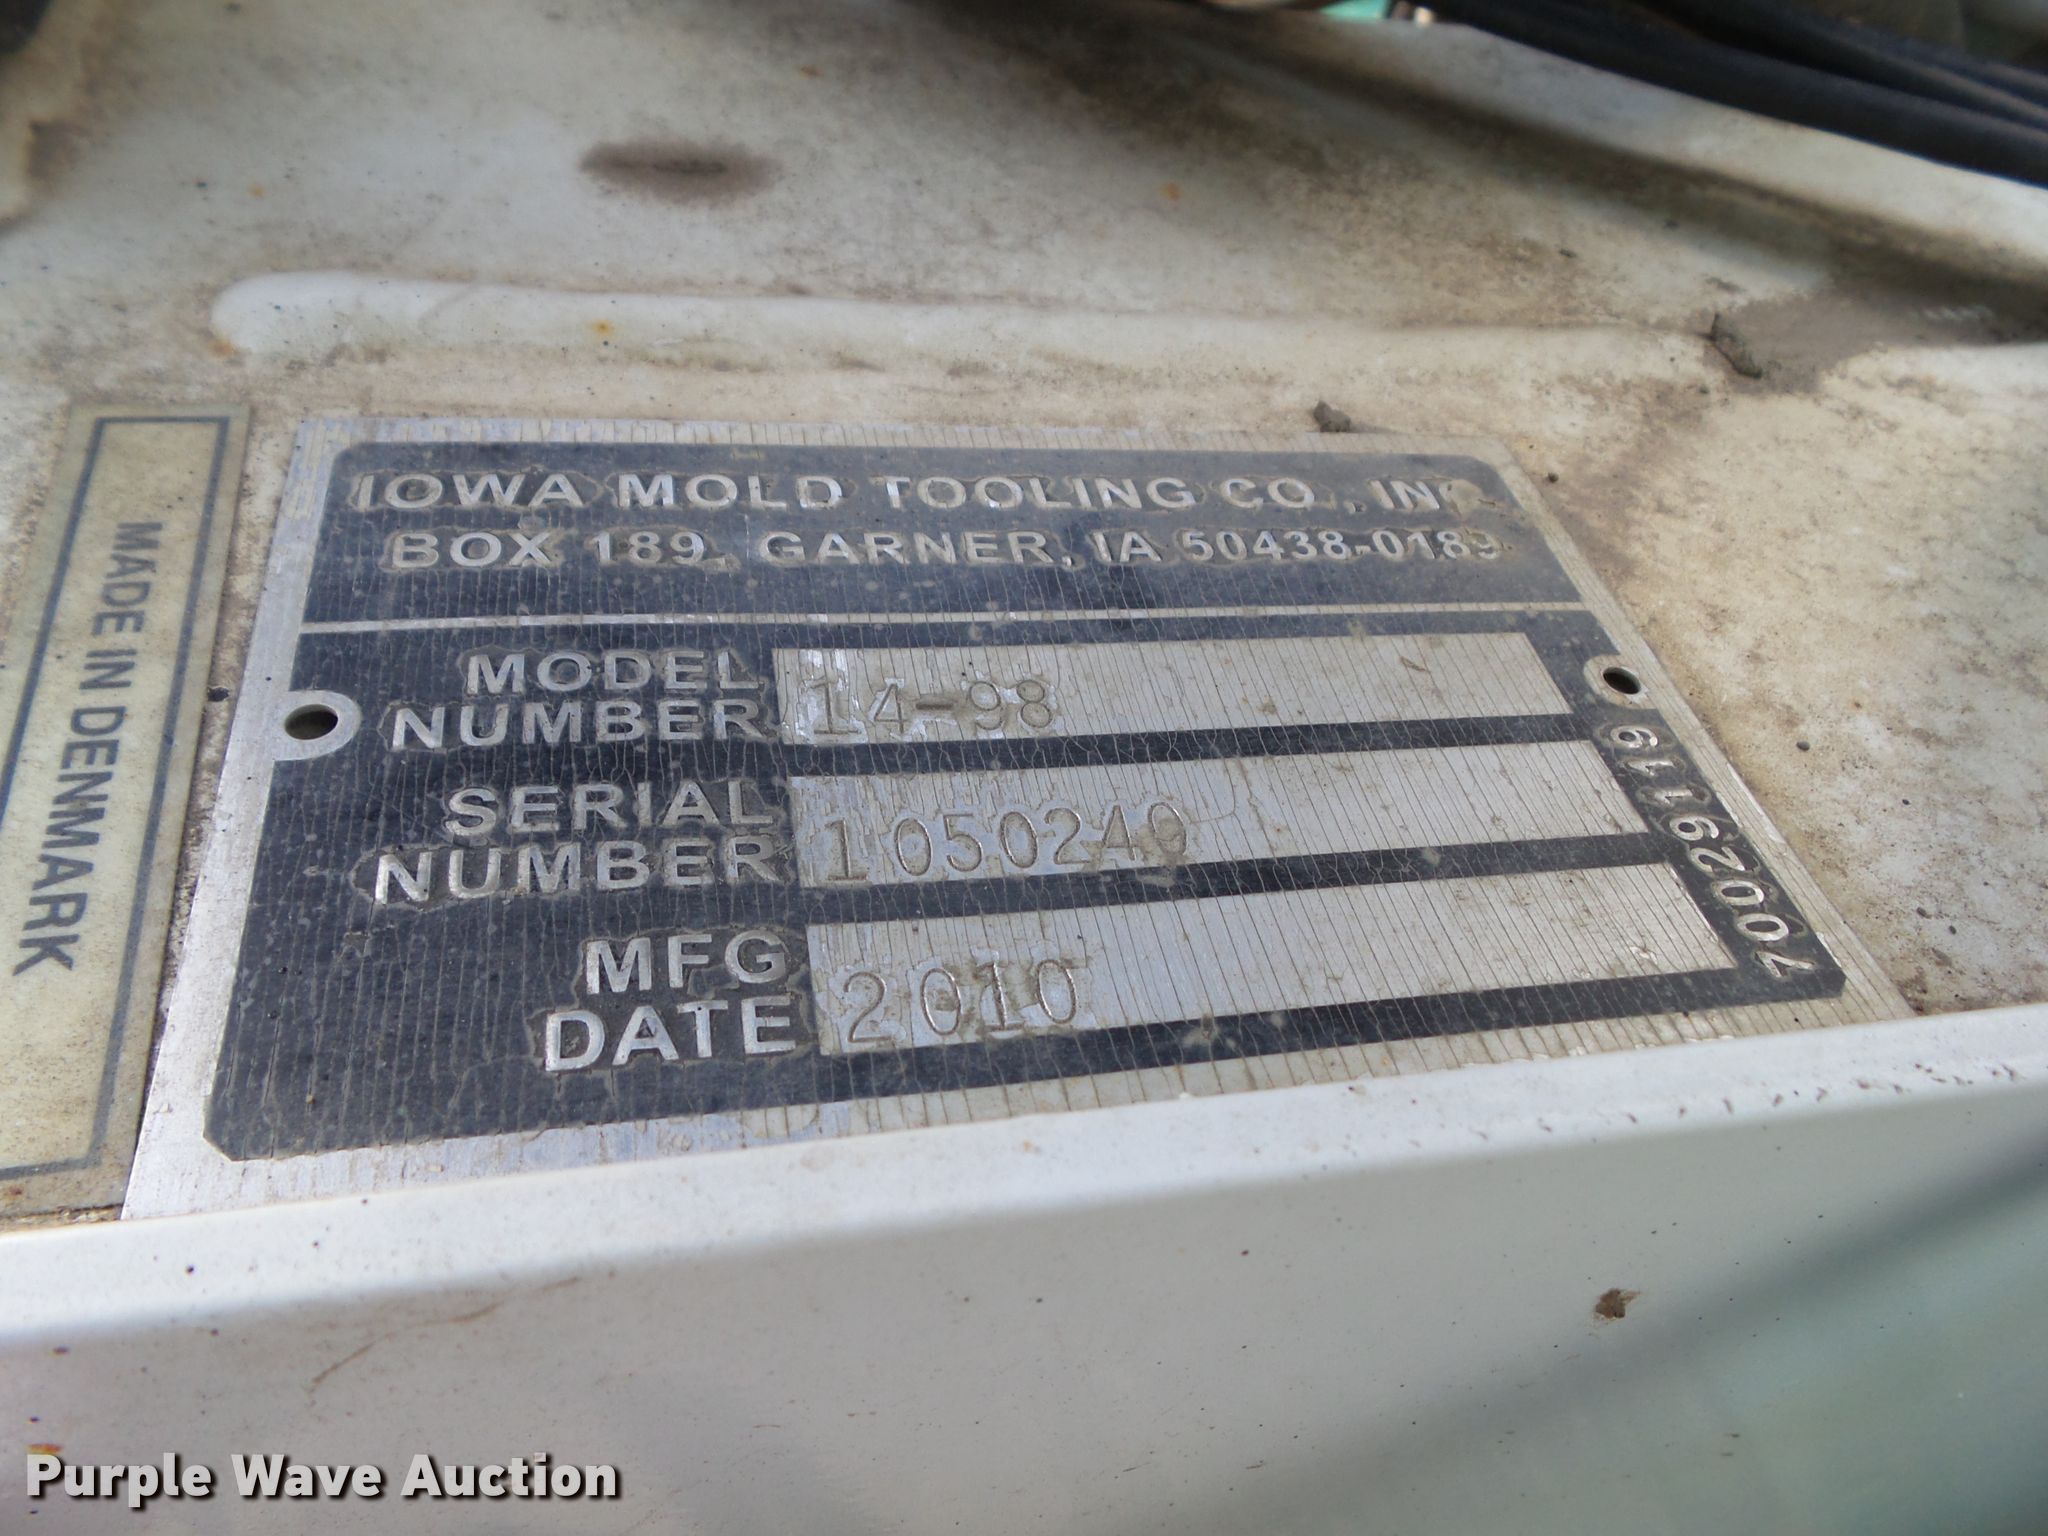 IOWA MOLD TOOLING CO., INC.
BOX 189, GARNER, IA 50438-0189
MODEL NUMBER 14-98
SERIAL NUMBER 1050240
MFG DATE 2010
70029119
MADE IN DENMARK
Purple Wave Auction